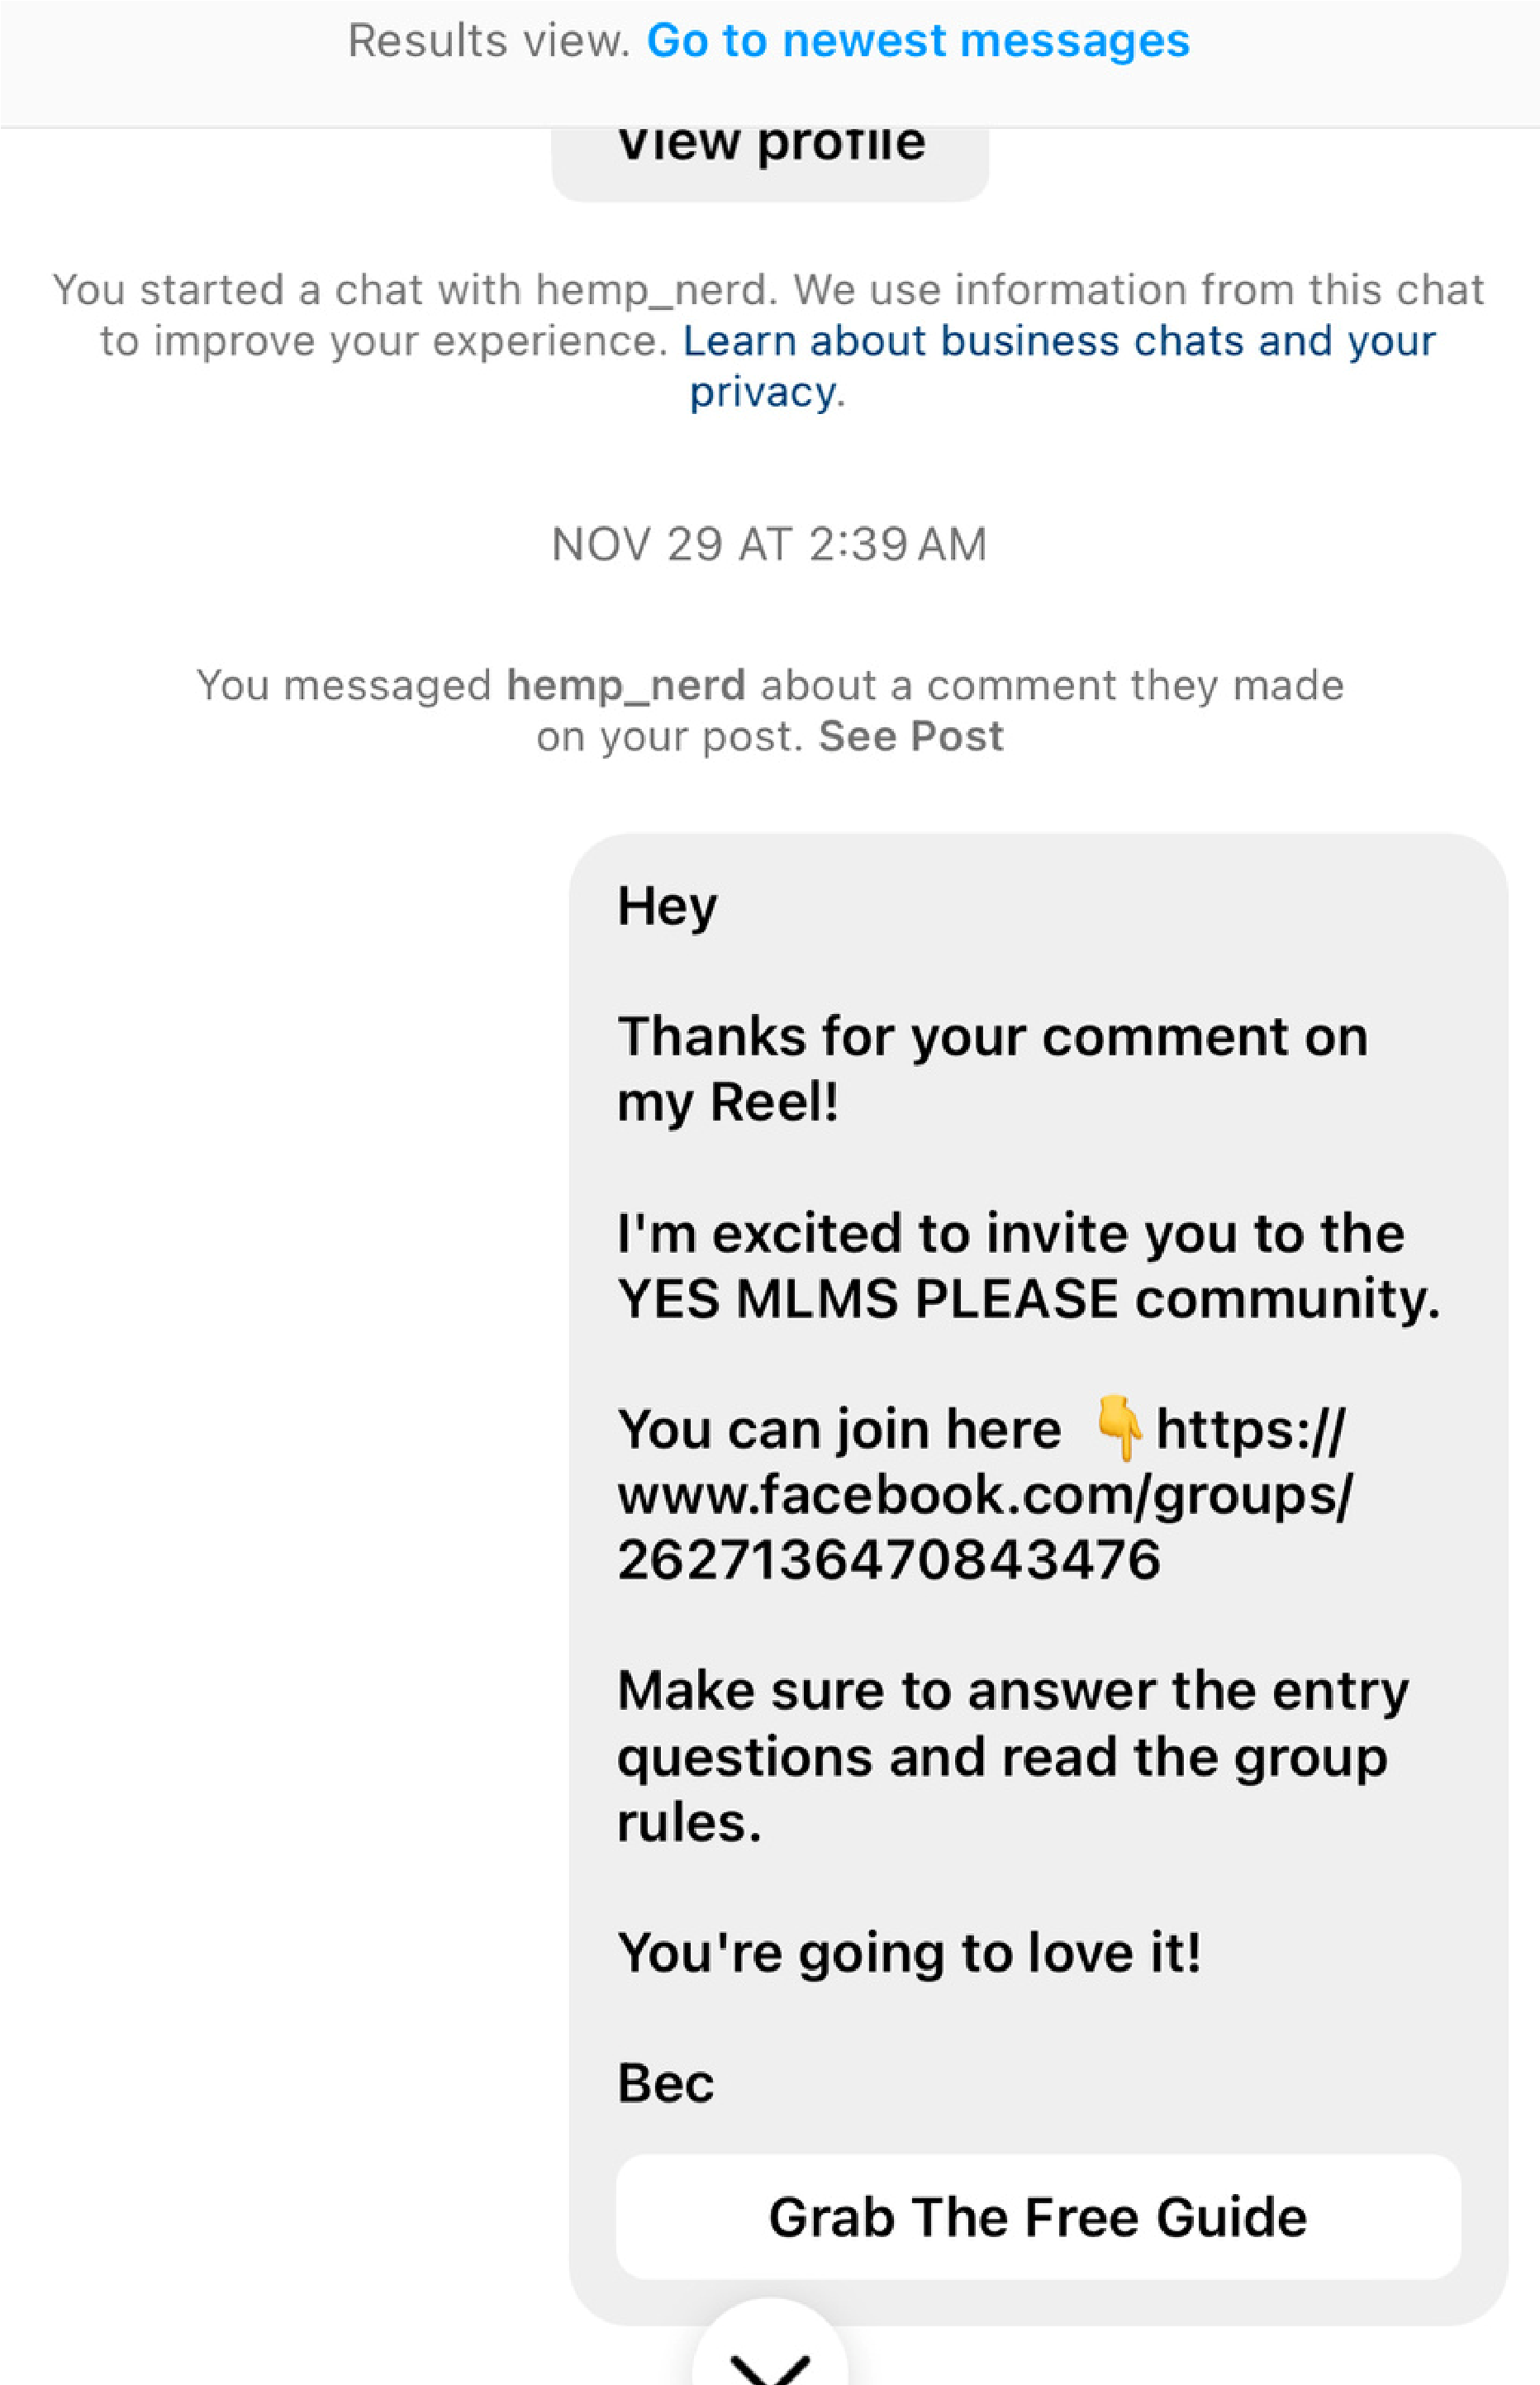 Results view. Go to newest messages
View profile
You started a chat with hemp_nerd. We use information from this chat
to improve your experience. Learn about business chats and your
privacy.
NOV 29 AT 2:39 AM
You messaged hemp_nerd about a comment they made
on your post. See Post
Hey
Thanks for your comment on
my Reel!
I'm excited to invite you to the
YES MLMS PLEASE community.
You can join here 👇 https://
www.facebook.com/groups/
2627136470843476
Make sure to answer the entry
questions and read the group
rules.
You're going to love it!
Bec
Grab The Free Guide